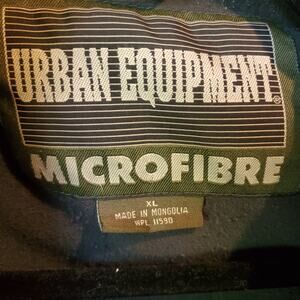 URBAN EQUIPMENT®
MICROFIBRE
XL
MADE IN MONGOLIA
WPL 11590